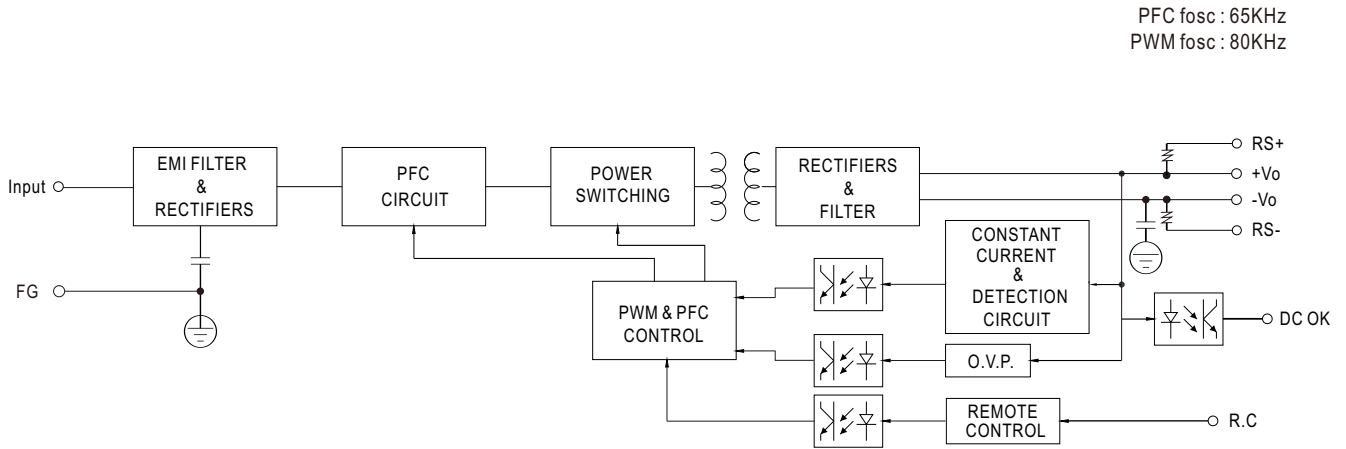 PFC fosc : 65KHz
PWM fosc : 80KHz
Input
EMI FILTER
&
RECTIFIERS
PFC
CIRCUIT
POWER
SWITCHING
RECTIFIERS
&
FILTER
RS+
+Vo
-Vo
RS-
FG
PWM & PFC
CONTROL
CONSTANT
CURRENT
&
DETECTION
CIRCUIT
DC OK
O.V.P.
REMOTE
CONTROL
R.C